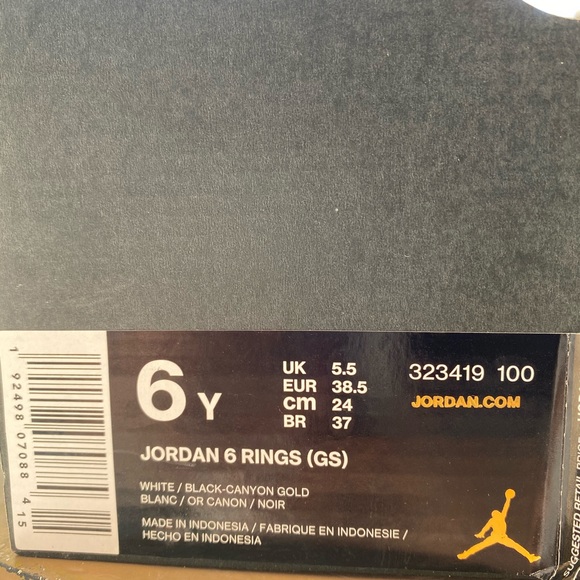 6 Y
UK 5.5
EUR 38.5
cm 24
BR 37
323419 100
JORDAN.COM
JORDAN 6 RINGS (GS)
WHITE / BLACK-CANYON GOLD
BLANC / OR CANON / NOIR
MADE IN INDONESIA / FABRIQUE EN INDONESIE /
HECHO EN INDONESIA
1 92498 07088 4 15
SUGGESTED RETAIL